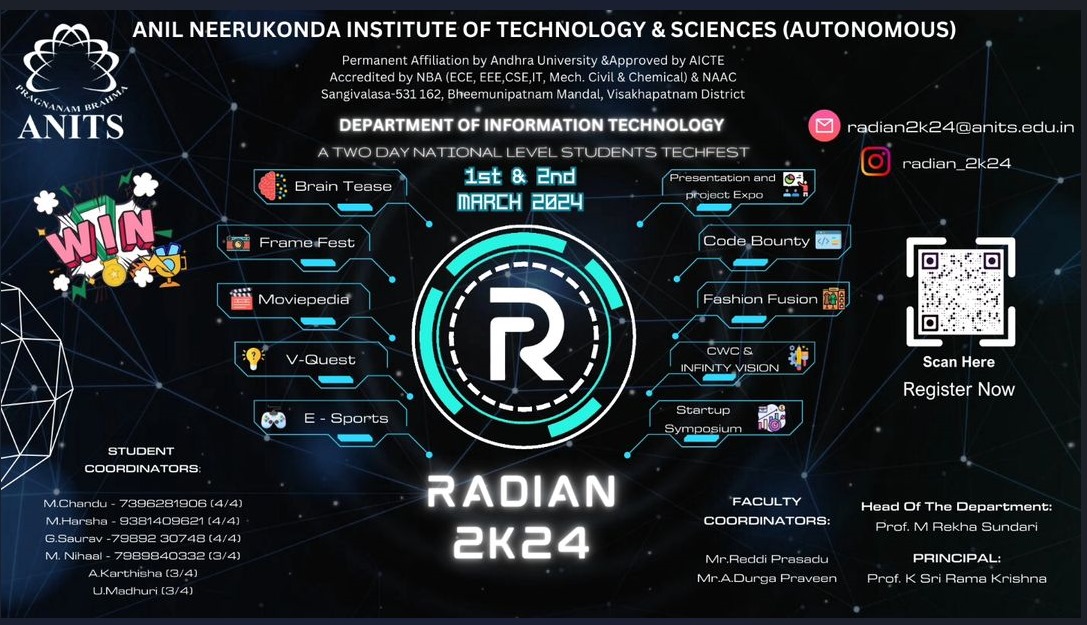 ANIL NEERUKONDA INSTITUTE OF TECHNOLOGY & SCIENCES (AUTONOMOUS)
Permanent Affiliation by Andhra University &Approved by AICTE
Accredited by NBA (ECE, EEE,CSE,IT, Mech. Civil & Chemical) & NAAC
Sangivalasa-531 162, Bheemunipatnam Mandal, Visakhapatnam District
PRAGNANAM BRAHMA
ANITS
DEPARTMENT OF INFORMATION TECHNOLOGY
A TWO DAY NATIONAL LEVEL STUDENTS TECHFEST
1st & 2nd
MARCH 2024
radian2k24@anits.edu.in
radian_2k24
WIN
Brain Tease
Frame Fest
Moviepedia
V-Quest
E - Sports
R
Presentation and
project Expo
Code Bounty
Fashion Fusion
CWC &
INFINTY VISION
Startup
Symposium
Scan Here
Register Now
RADIAN
2K24
STUDENT
COORDINATORS:
M.Chandu - 7396281906 (4/4)
M.Harsha - 9381409621 (4/4)
G.Saurav -79892 30748 (4/4)
M. Nihaal - 7989840332 (3/4)
A.Karthisha (3/4)
U.Madhuri (3/4)
FACULTY
COORDINATORS:
Mr.Reddi Prasadu
Mr.A.Durga Praveen
Head Of The Department:
Prof. M Rekha Sundari
PRINCIPAL:
Prof. K Sri Rama Krishna